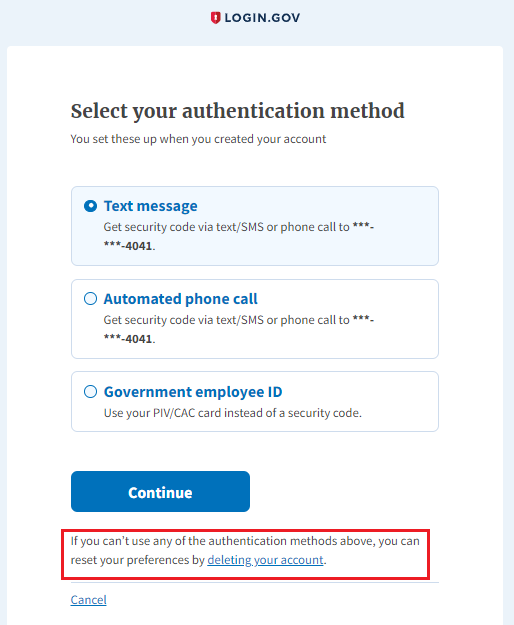 LOGIN.GOV
Select your authentication method
You set these up when you created your account
Text message
Get security code via text/SMS or phone call to ***-
***-4041.
Automated phone call
Get security code via text/SMS or phone call to ***-
***-4041.
Government employee ID
Use your PIV/CAC card instead of a security code.
Continue
If you can't use any of the authentication methods above, you can
reset your preferences by deleting your account.
Cancel